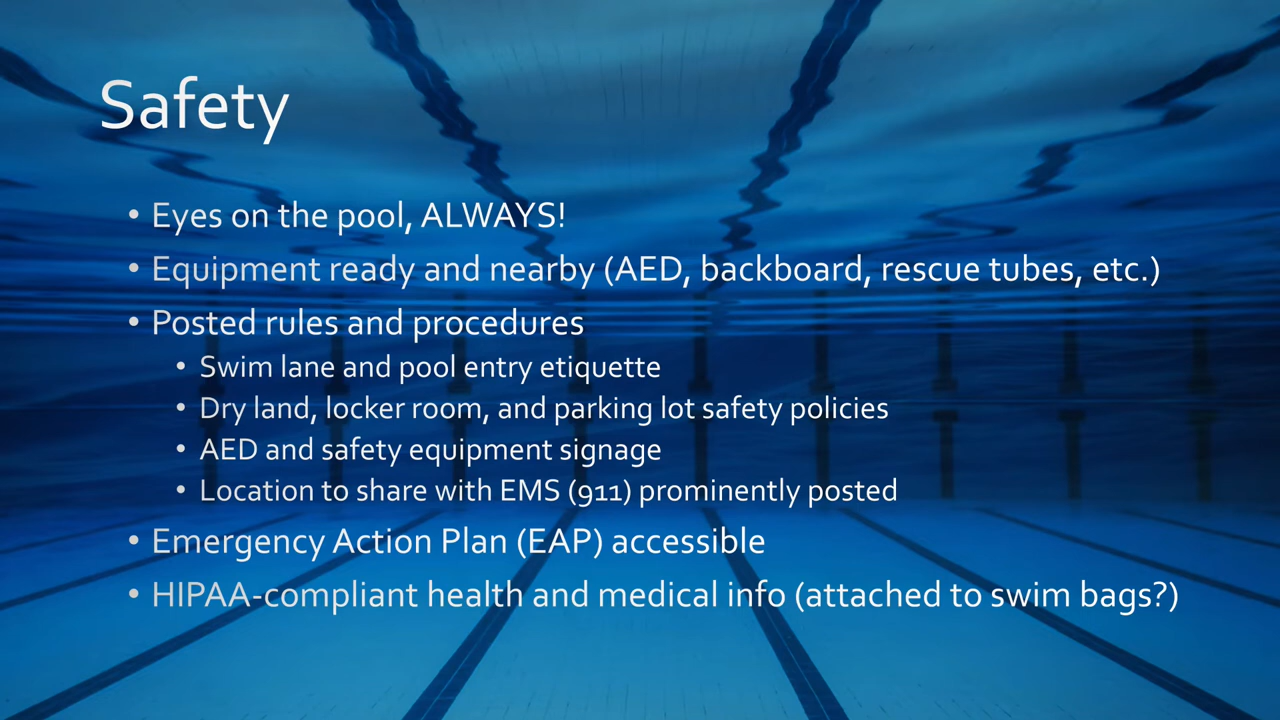 Safety
• Eyes on the pool, ALWAYS!
• Equipment ready and nearby (AED, backboard, rescue tubes, etc.)
• Posted rules and procedures
• Swim lane and pool entry etiquette
• Dry land, locker room, and parking lot safety policies
• AED and safety equipment signage
• Location to share with EMS (911) prominently posted
• Emergency Action Plan (EAP) accessible
• HIPAA-compliant health and medical info (attached to swim bags?)